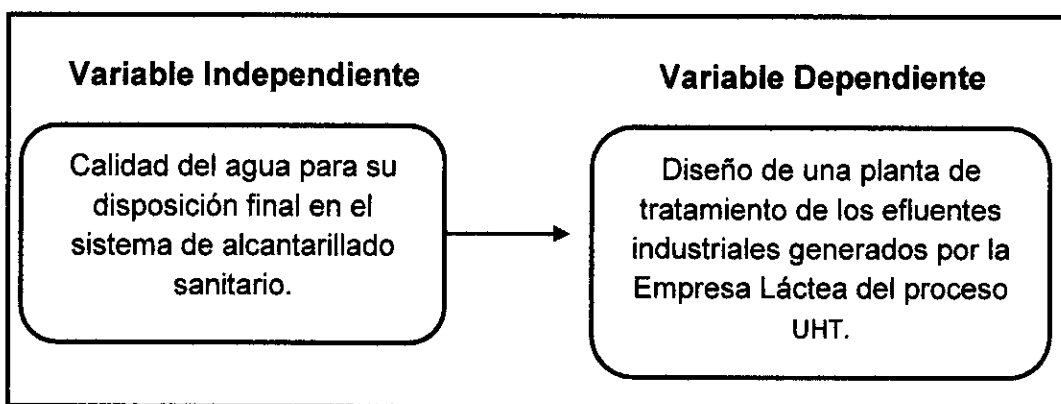 Variable Independiente
Calidad del agua para su
disposición final en el
sistema de alcantarillado
sanitario.
Variable Dependiente
Diseño de una planta de
tratamiento de los efluentes
industriales generados por la
Empresa Láctea del proceso
UHT.